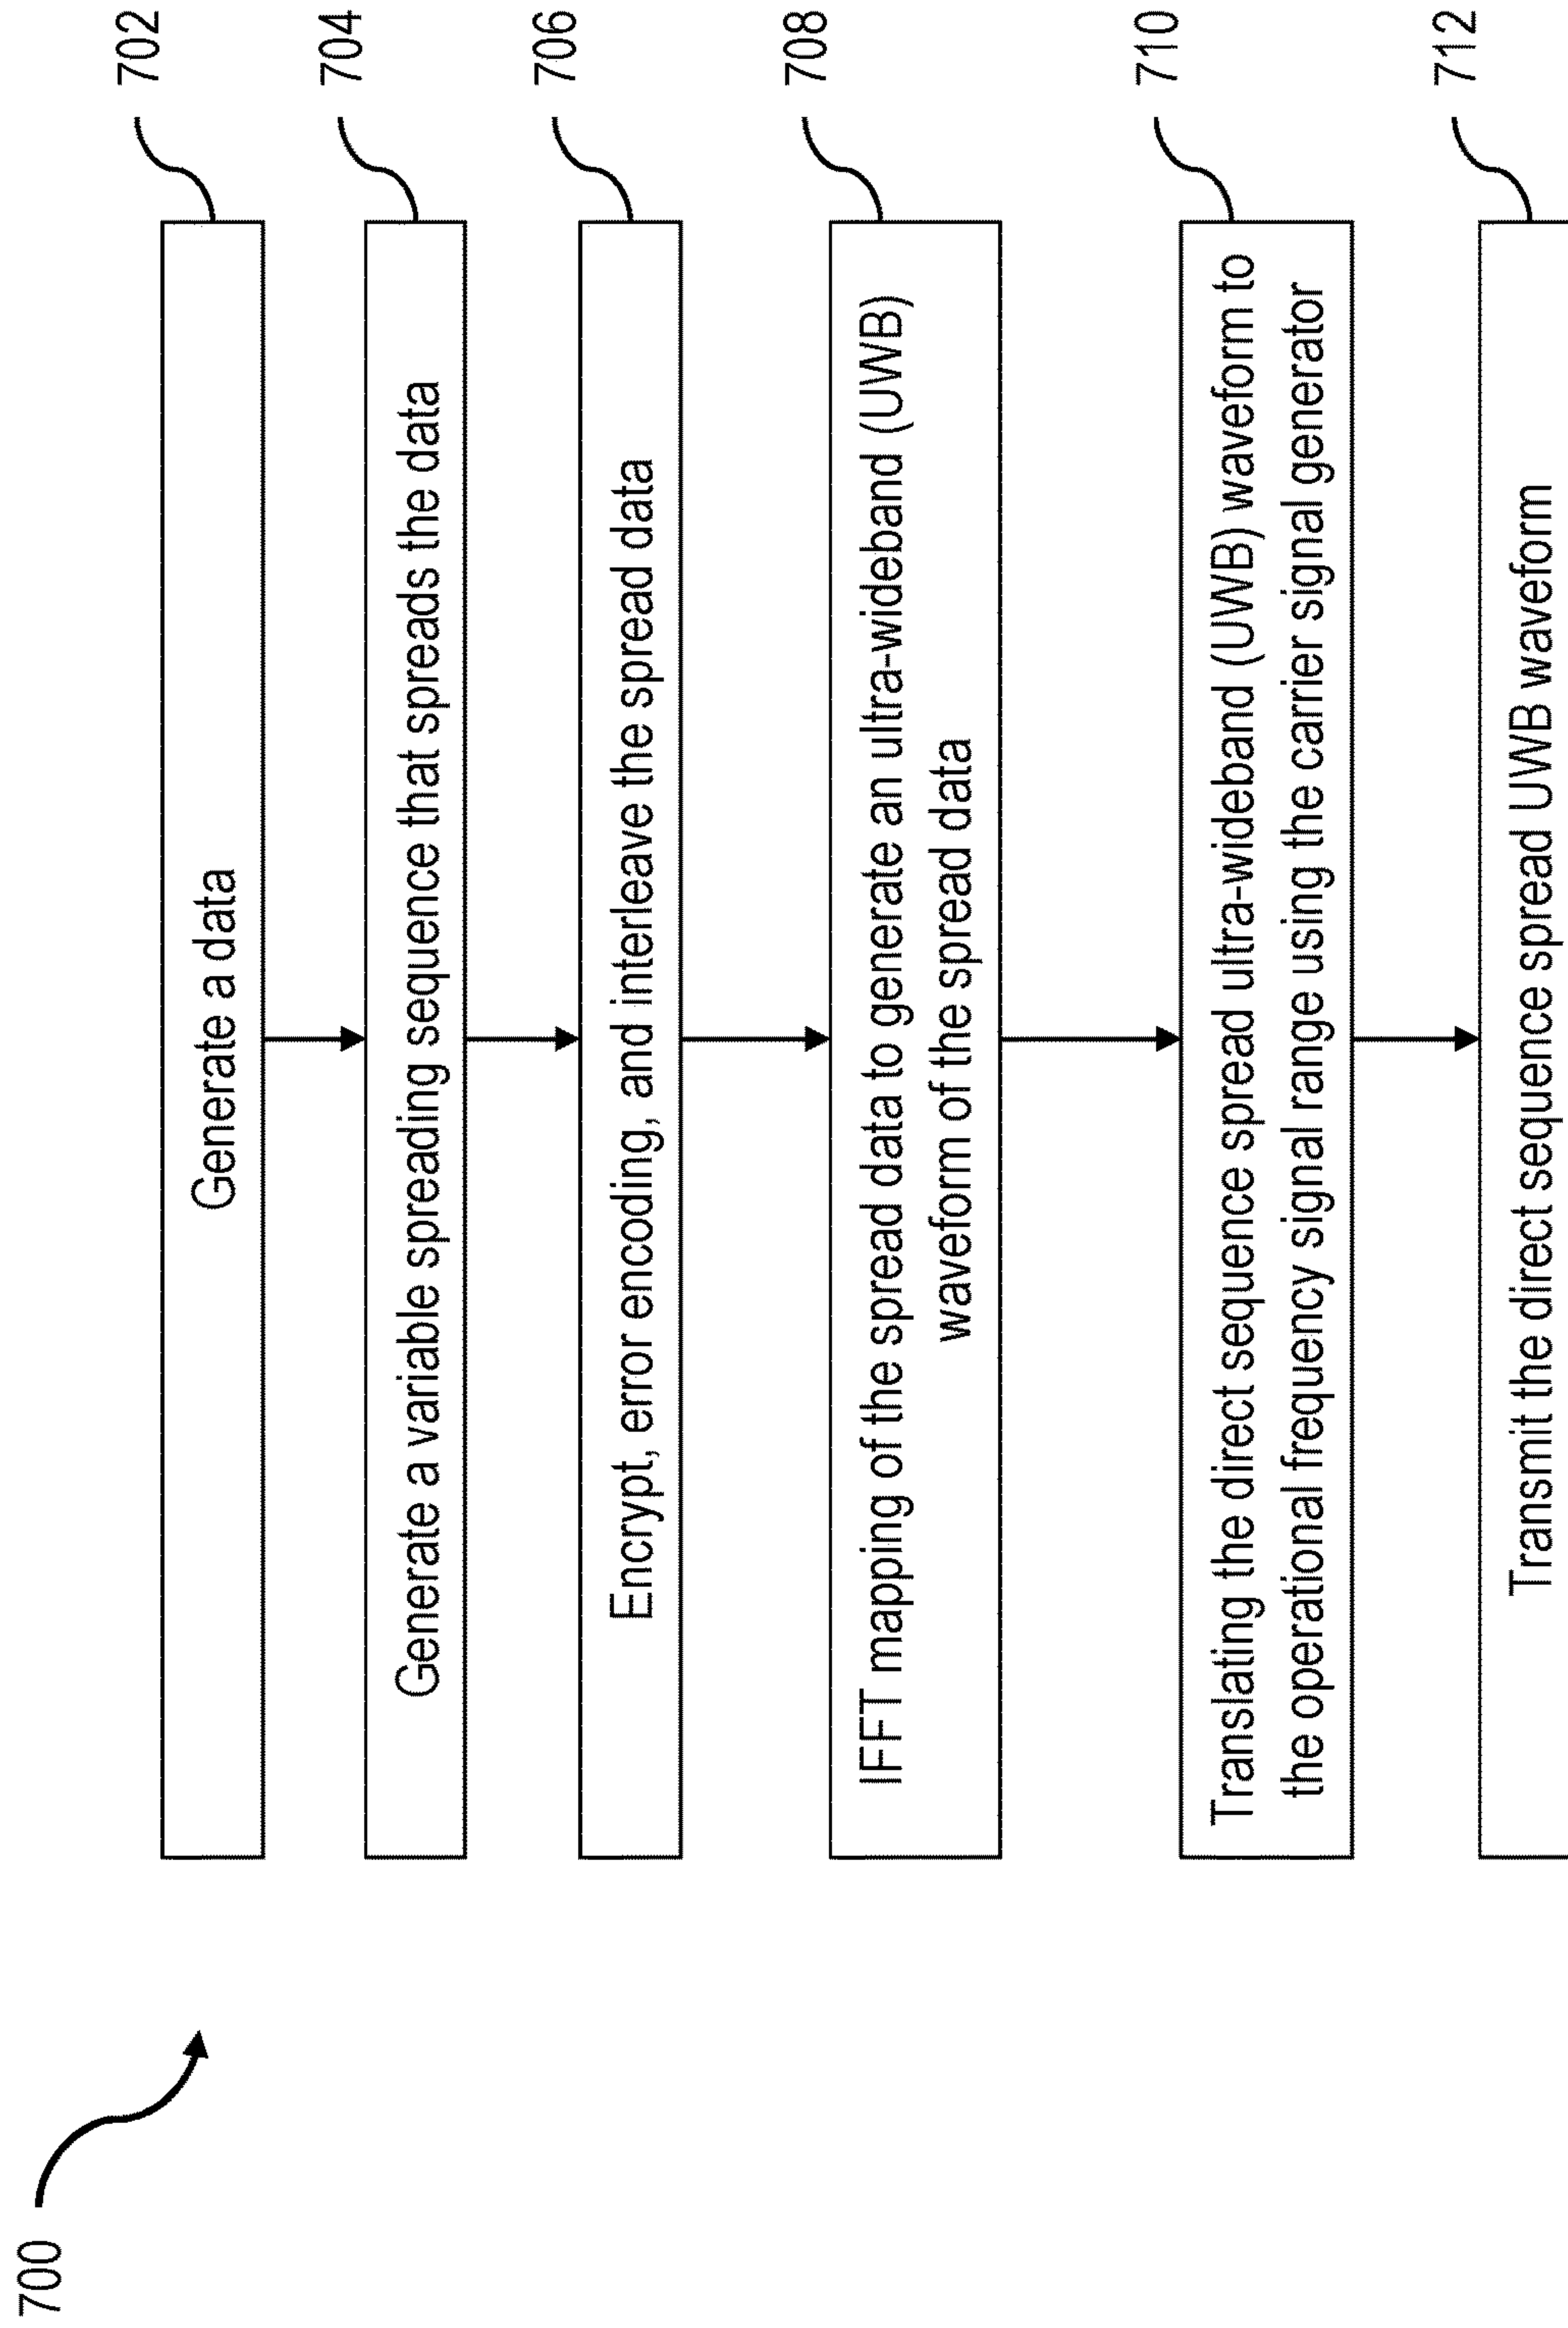 700
702
Generate a data
704
Generate a variable spreading sequence that spreads the data
706
Encrypt, error encoding, and interleave the spread data
708
IFFT mapping of the spread data to generate an ultra-wideband (UWB)
waveform of the spread data
710
Translating the direct sequence spread ultra-wideband (UWB) waveform to
the operational frequency signal range using the carrier signal generator
712
Transmit the direct sequence spread UWB waveform